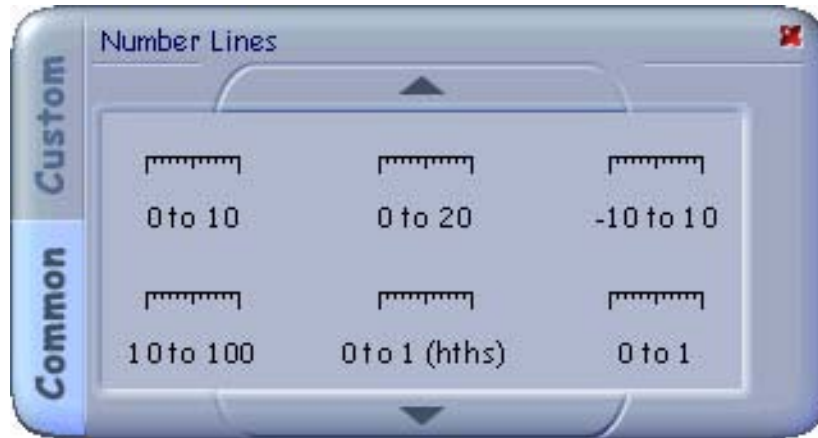 Number Lines
Custom
Common
0 to 10
0 to 20
-10 to 10
10 to 100
0 to 1 (hths)
0 to 1